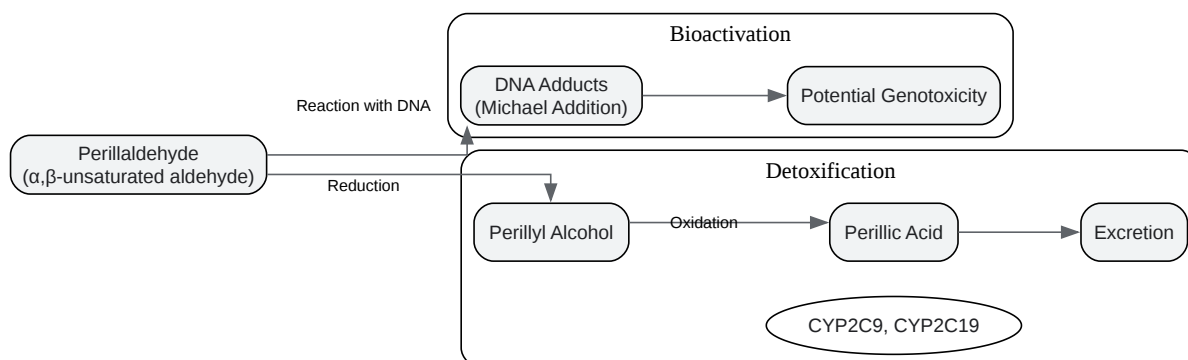 Bioactivation
DNA Adducts
(Michael Addition)
Potential Genotoxicity
Reaction with DNA
Perillaldehyde
(α,β-unsaturated aldehyde)
Reduction
Detoxification
Perillyl Alcohol
Oxidation
Perillic Acid
Excretion
CYP2C9, CYP2C19